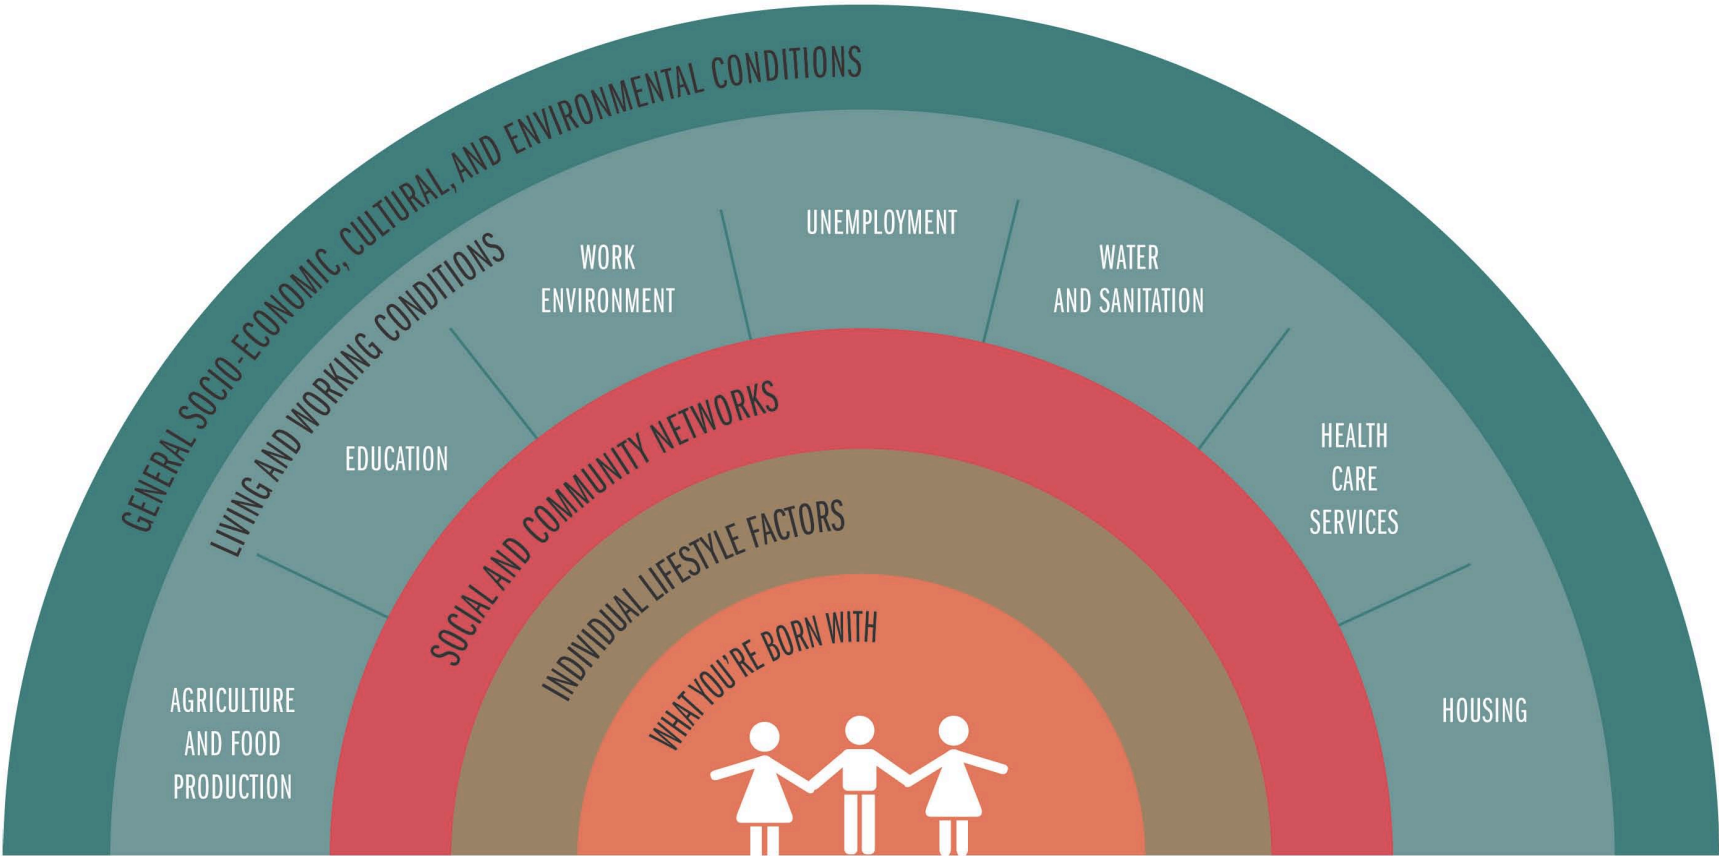 GENERAL SOCIO-ECONOMIC, CULTURAL, AND ENVIRONMENTAL CONDITIONS
LIVING AND WORKING CONDITIONS
AGRICULTURE
AND FOOD
PRODUCTION
EDUCATION
WORK
ENVIRONMENT
UNEMPLOYMENT
WATER
AND SANITATION
HEALTH
CARE
SERVICES
HOUSING
SOCIAL AND COMMUNITY NETWORKS
INDIVIDUAL LIFESTYLE FACTORS
WHAT YOU'RE BORN WITH